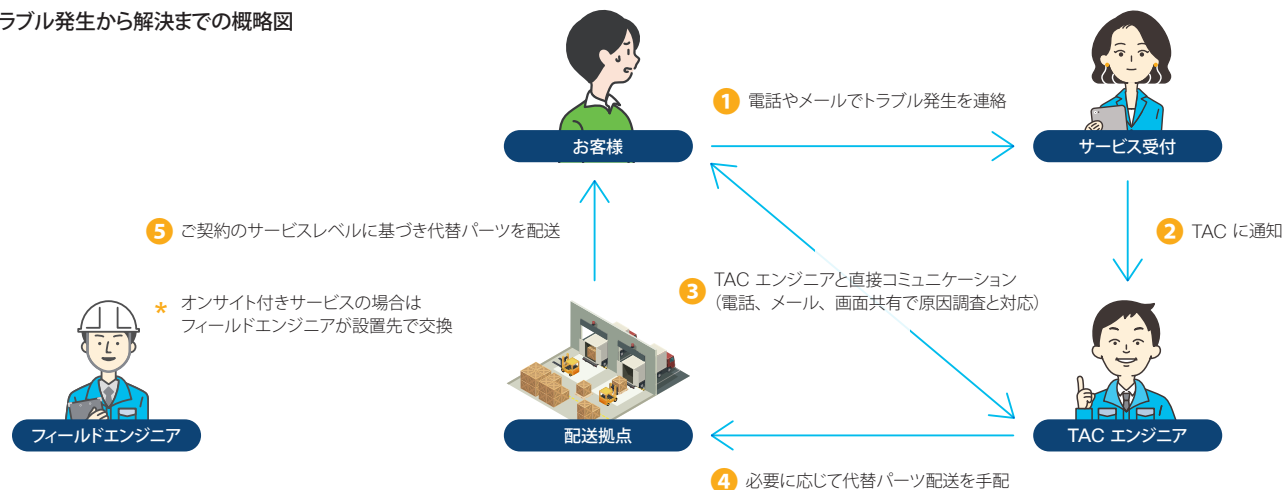 ラブル発生から解決までの概略図
1 電話やメールでトラブル発生を連絡
お客様
サービス受付
5 ご契約のサービスレベルに基づき代替パーツを配送
2 TAC に通知
3 TAC エンジニアと直接コミュニケーション
（電話、メール、画面共有で原因調査と対応）
* オンサイト付きサービスの場合は
フィールドエンジニアが設置先で交換
フィールドエンジニア
配送拠点
TAC エンジニア
4 必要に応じて代替パーツ配送を手配